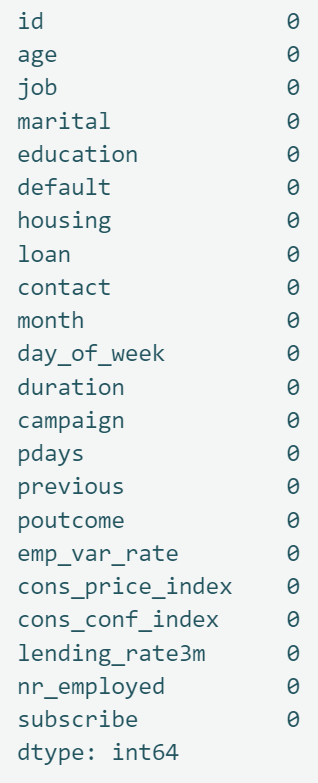 id 0
age 0
job 0
marital 0
education 0
default 0
housing 0
loan 0
contact 0
month 0
day_of_week 0
duration 0
campaign 0
pdays 0
previous 0
poutcome 0
emp_var_rate 0
cons_price_index 0
cons_conf_index 0
lending_rate3m 0
nr_employed 0
subscribe 0
dtype: int64